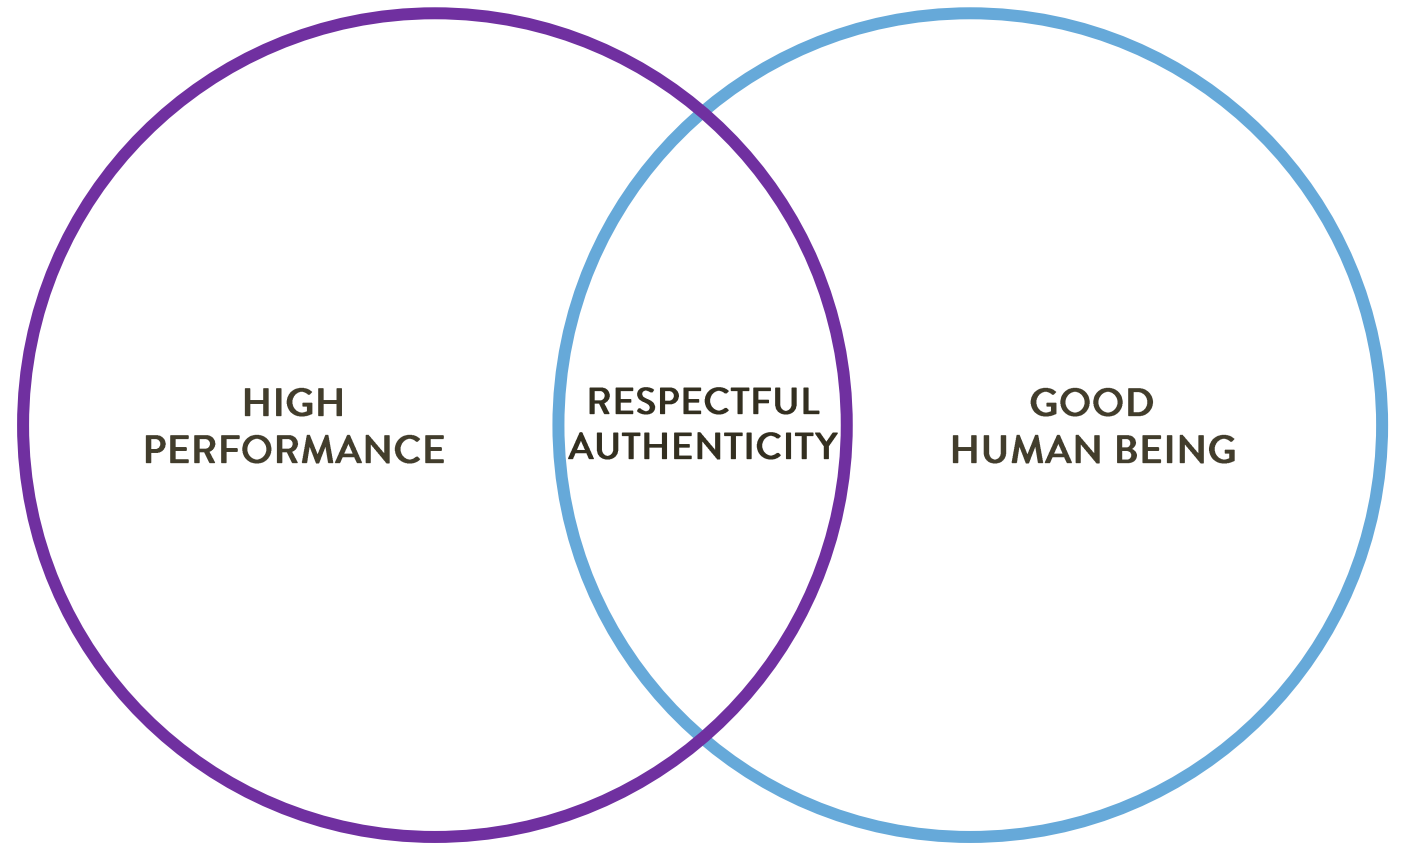 HIGH
PERFORMANCE
RESPECTFUL
AUTHENTICITY
GOOD
HUMAN BEING